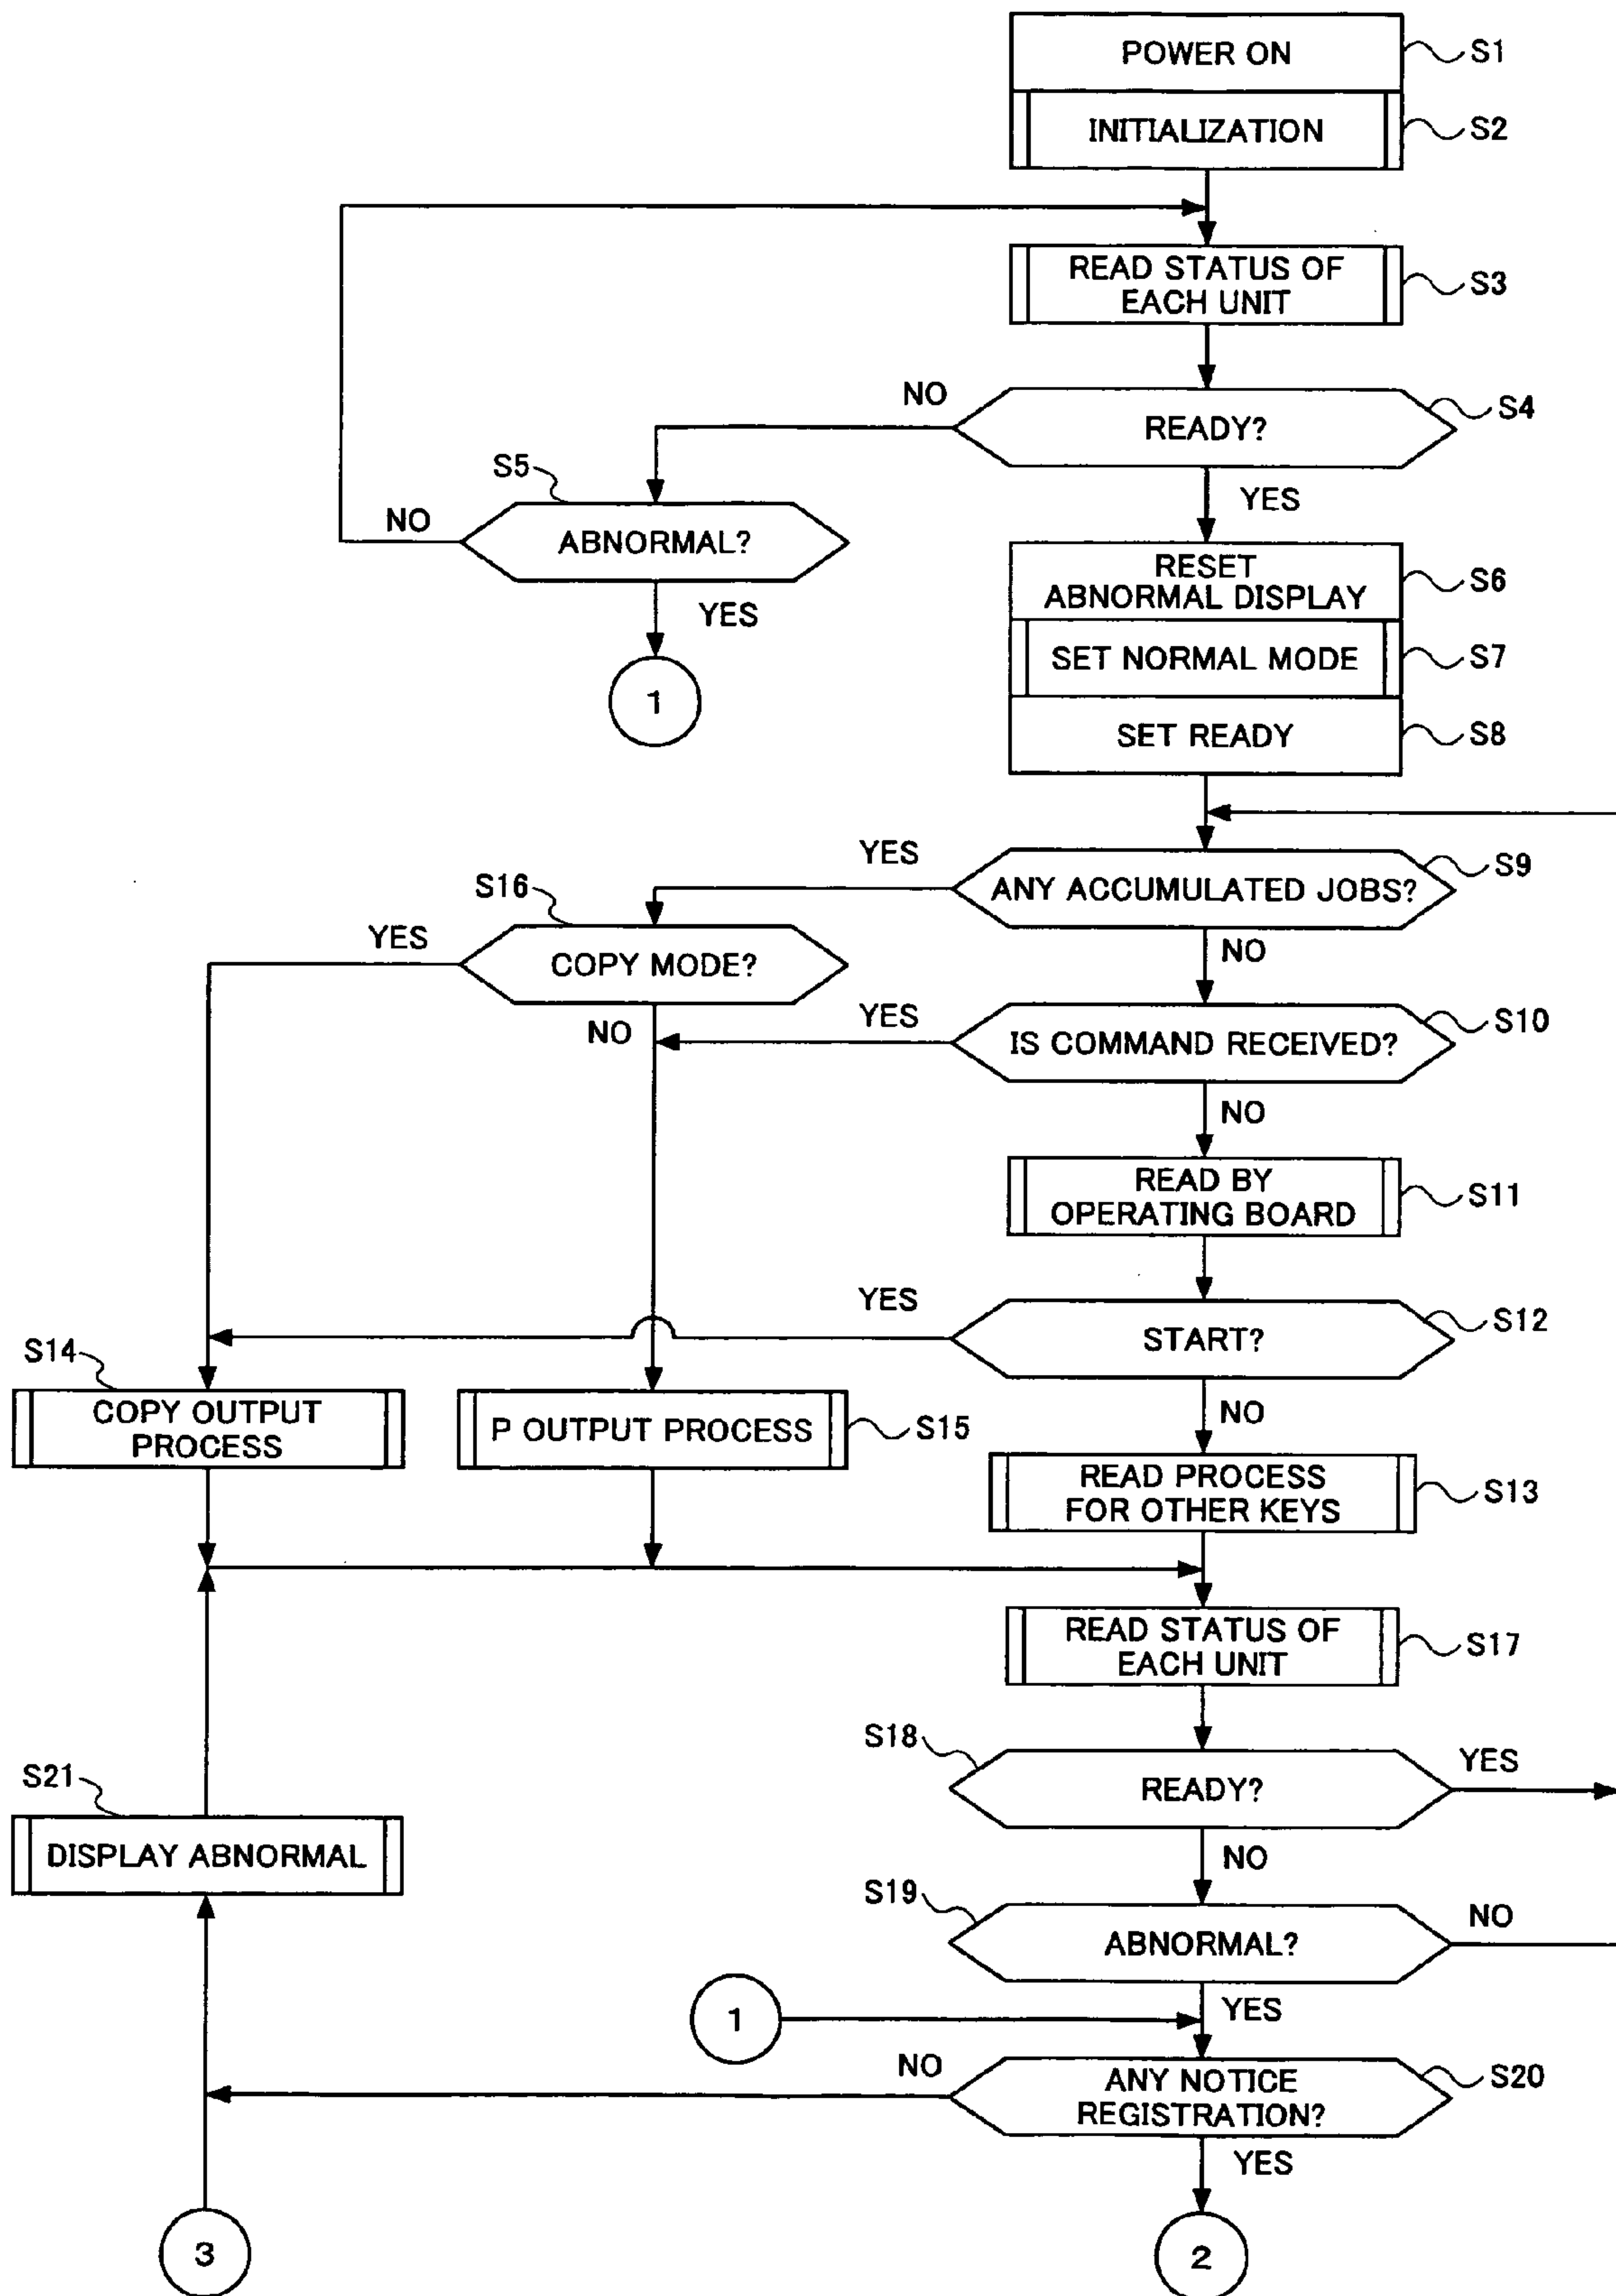 POWER ON
S1
INITIALIZATION
S2
READ STATUS OF
EACH UNIT
S3
NO
READY?
S4
S5
YES
NO
ABNORMAL?
YES
1
RESET
ABNORMAL DISPLAY
S6
SET NORMAL MODE
S7
SET READY
S8
YES
ANY ACCUMULATED JOBS?
S9
S16
YES
COPY MODE?
NO
NO
YES
IS COMMAND RECEIVED?
S10
NO
READ BY
OPERATING BOARD
S11
YES
START?
S12
S14
COPY OUTPUT
PROCESS
P OUTPUT PROCESS
S15
NO
READ PROCESS
FOR OTHER KEYS
S13
READ STATUS OF
EACH UNIT
S17
S18
READY?
YES
S21
DISPLAY ABNORMAL
NO
S19
ABNORMAL?
NO
1
YES
NO
ANY NOTICE
REGISTRATION?
S20
YES
3
2